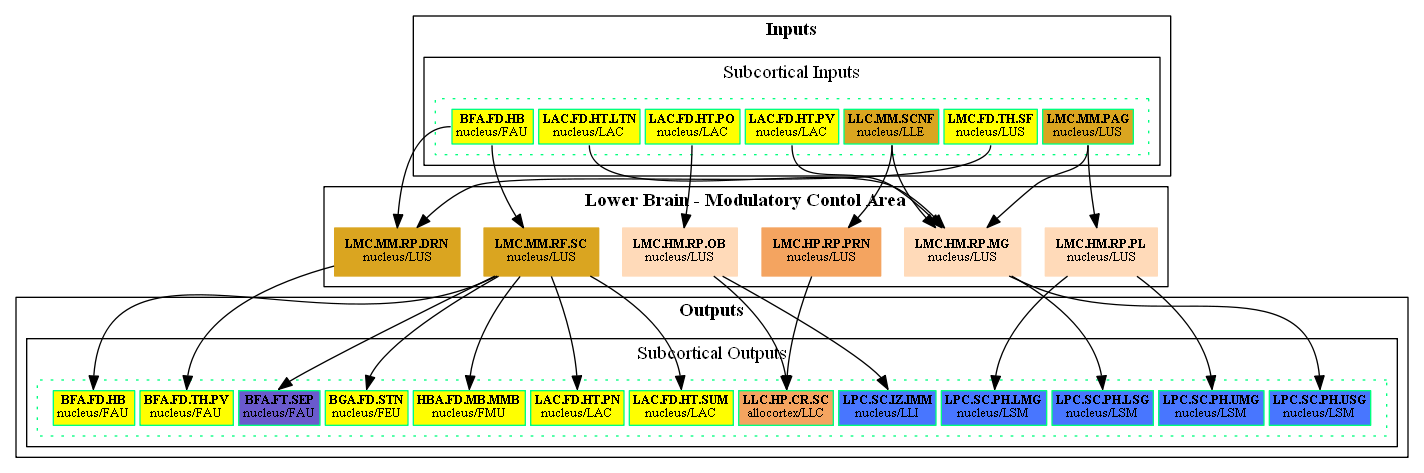 Inputs
Subcortical Inputs
BFA.FD.HB
nucleus/FAU
LAC.FD.HT.LTN
nucleus/LAC
LAC.FD.HT.PO
nucleus/LAC
LAC.FD.HT.PV
nucleus/LAC
LLC.MM.SCNF
nucleus/LLE
LMC.FD.TH.SF
nucleus/LUS
LMC.MM.PAG
nucleus/LUS
Lower Brain - Modulatory Contol Area
LMC.MM.RP.DRN
nucleus/LUS
LMC.MM.RF.SC
nucleus/LUS
LMC.HM.RP.OB
nucleus/LUS
LMC.HP.RP.PRN
nucleus/LUS
LMC.HM.RP.MG
nucleus/LUS
LMC.HM.RP.PL
nucleus/LUS
Outputs
Subcortical Outputs
BFA.FD.HB
nucleus/FAU
BFA.FD.TH.PV
nucleus/FAU
BFA.FT.SEP
nucleus/FAU
BGA.FD.STN
nucleus/FEU
HBA.FD.MB.MMB
nucleus/FMU
LAC.FD.HT.PN
nucleus/LAC
LAC.FD.HT.SUM
nucleus/LAC
LLC.HP.CR.SC
allocortex/LLC
LPC.SC.IZ.IMM
nucleus/LLI
LPC.SC.PH.LMG
nucleus/LSM
LPC.SC.PH.LSG
nucleus/LSM
LPC.SC.PH.UMG
nucleus/LSM
LPC.SC.PH.USG
nucleus/LSM